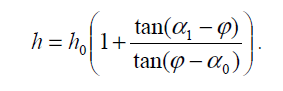 h = h₀(1 + tan(α₁ − φ) / tan(φ − α₀)).